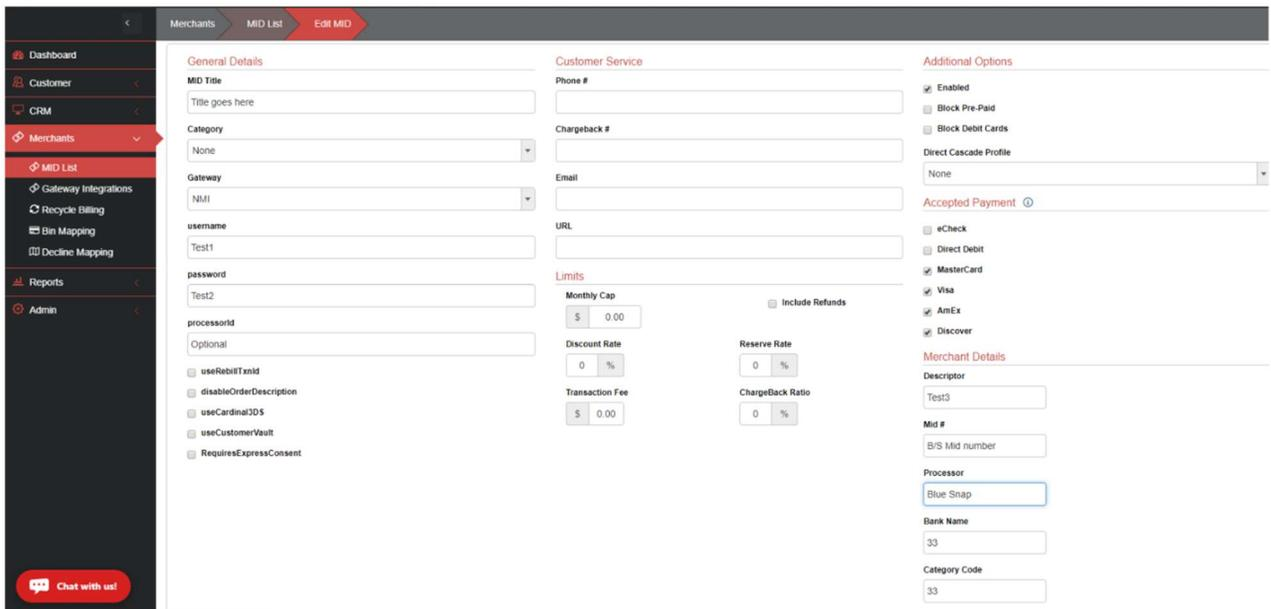 Merchants
MID List
Edit MID
Dashboard
Customer
CRM
Merchants
MID List
Gateway Integrations
Recycle Billing
Bin Mapping
Decline Mapping
Reports
Admin
Chat with us!
General Details
MID Title
Title goes here
Category
None
Gateway
NMI
username
Test1
password
Test2
processorId
Optional
useRebillTxnId
disableOrderDescription
useCardinal3DS
useCustomerVault
RequiresExpressConsent
Customer Service
Phone #
Chargeback #
Email
URL
Limits
Monthly Cap
$ 0.00
Include Refunds
Discount Rate
0 %
Reserve Rate
0 %
Transaction Fee
$ 0.00
ChargeBack Ratio
0 %
Additional Options
Enabled
Block Pre-Paid
Block Debit Cards
Direct Cascade Profile
None
Accepted Payment
eCheck
Direct Debit
MasterCard
Visa
AmEx
Discover
Merchant Details
Descriptor
Test3
Mid #
B/S Mid number
Processor
Blue Snap
Bank Name
33
Category Code
33